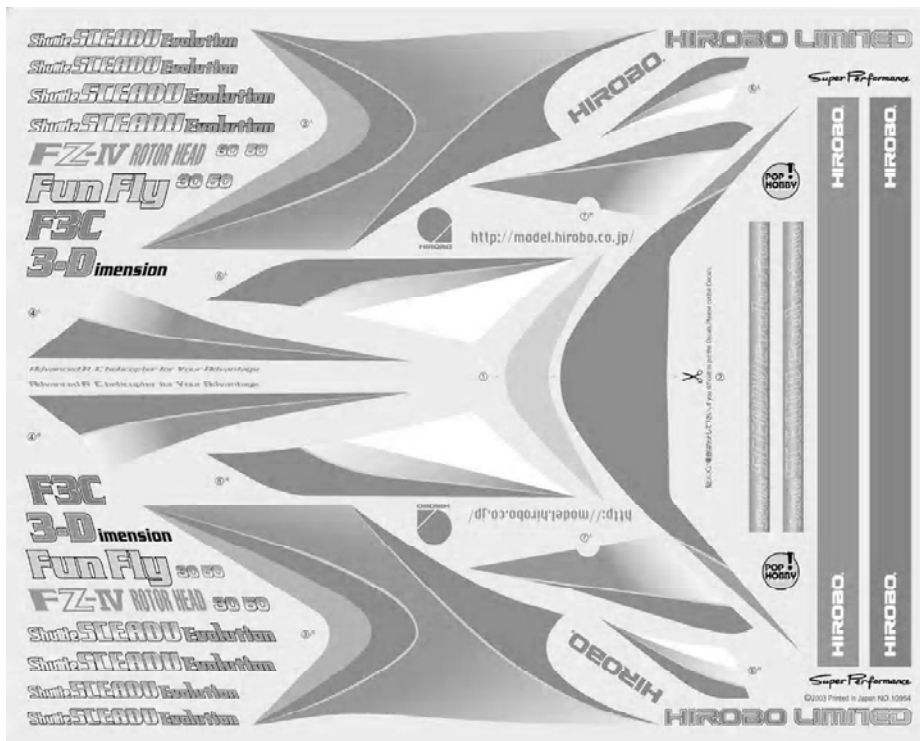 Shuttle SCEADU Evolution
Shuttle SCEADU Evolution
Shuttle SCEADU Evolution
Shuttle SCEADU Evolution
FZ-IV ROTOR HEAD 30 50
Fun Fly 30 50
F3C
3-Dimension
HIROBO LIMITED
Super Performance
HIROBO.
HIROBO.
HIROBO.
POP! HOBBY
HIROBO
http://model.hirobo.co.jp/
Advanced R/C helicopter for Your Advantage
Advanced R/C helicopter for Your Advantage
①
②
F3C
3-Dimension
Fun Fly 30 50
FZ-IV ROTOR HEAD 30 50
Shuttle SCEADU Evolution
Shuttle SCEADU Evolution
Shuttle SCEADU Evolution
Shuttle SCEADU Evolution
HIROBO
http://model.hirobo.co.jp/
HIROBO.
POP! HOBBY
HIROBO.
HIROBO.
Super Performance
©2003 Printed in Japan NO.10954
HIROBO LIMITED